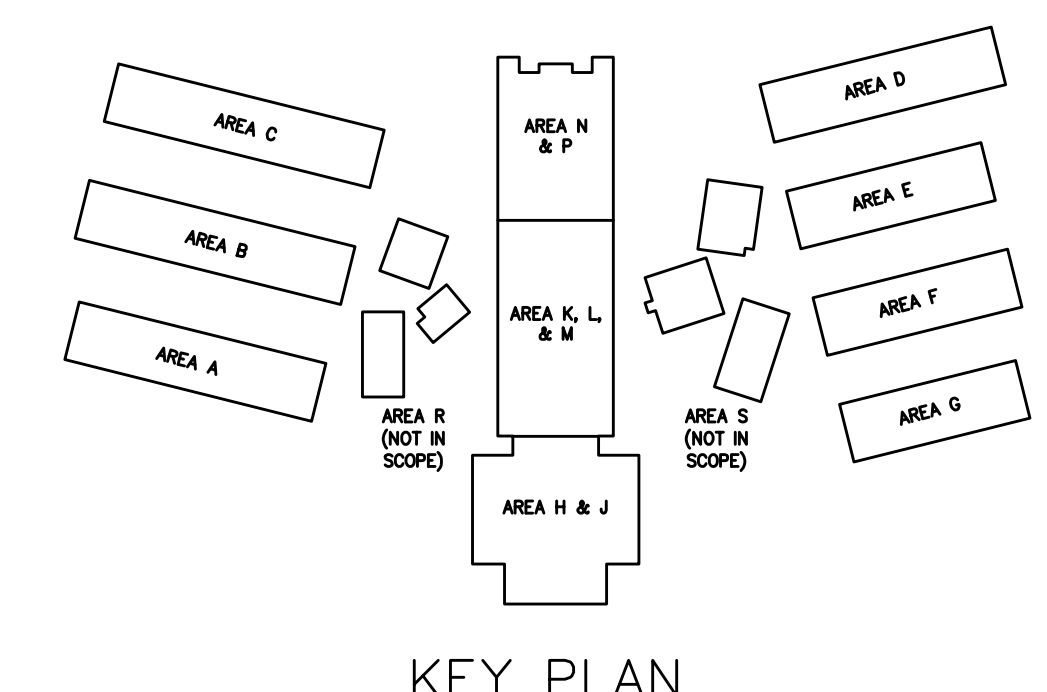 AREA C
AREA B
AREA A
AREA N
& P
AREA K, L,
& M
AREA H & J
AREA R
(NOT IN
SCOPE)
AREA S
(NOT IN
SCOPE)
AREA D
AREA E
AREA F
AREA G
KEY PLAN